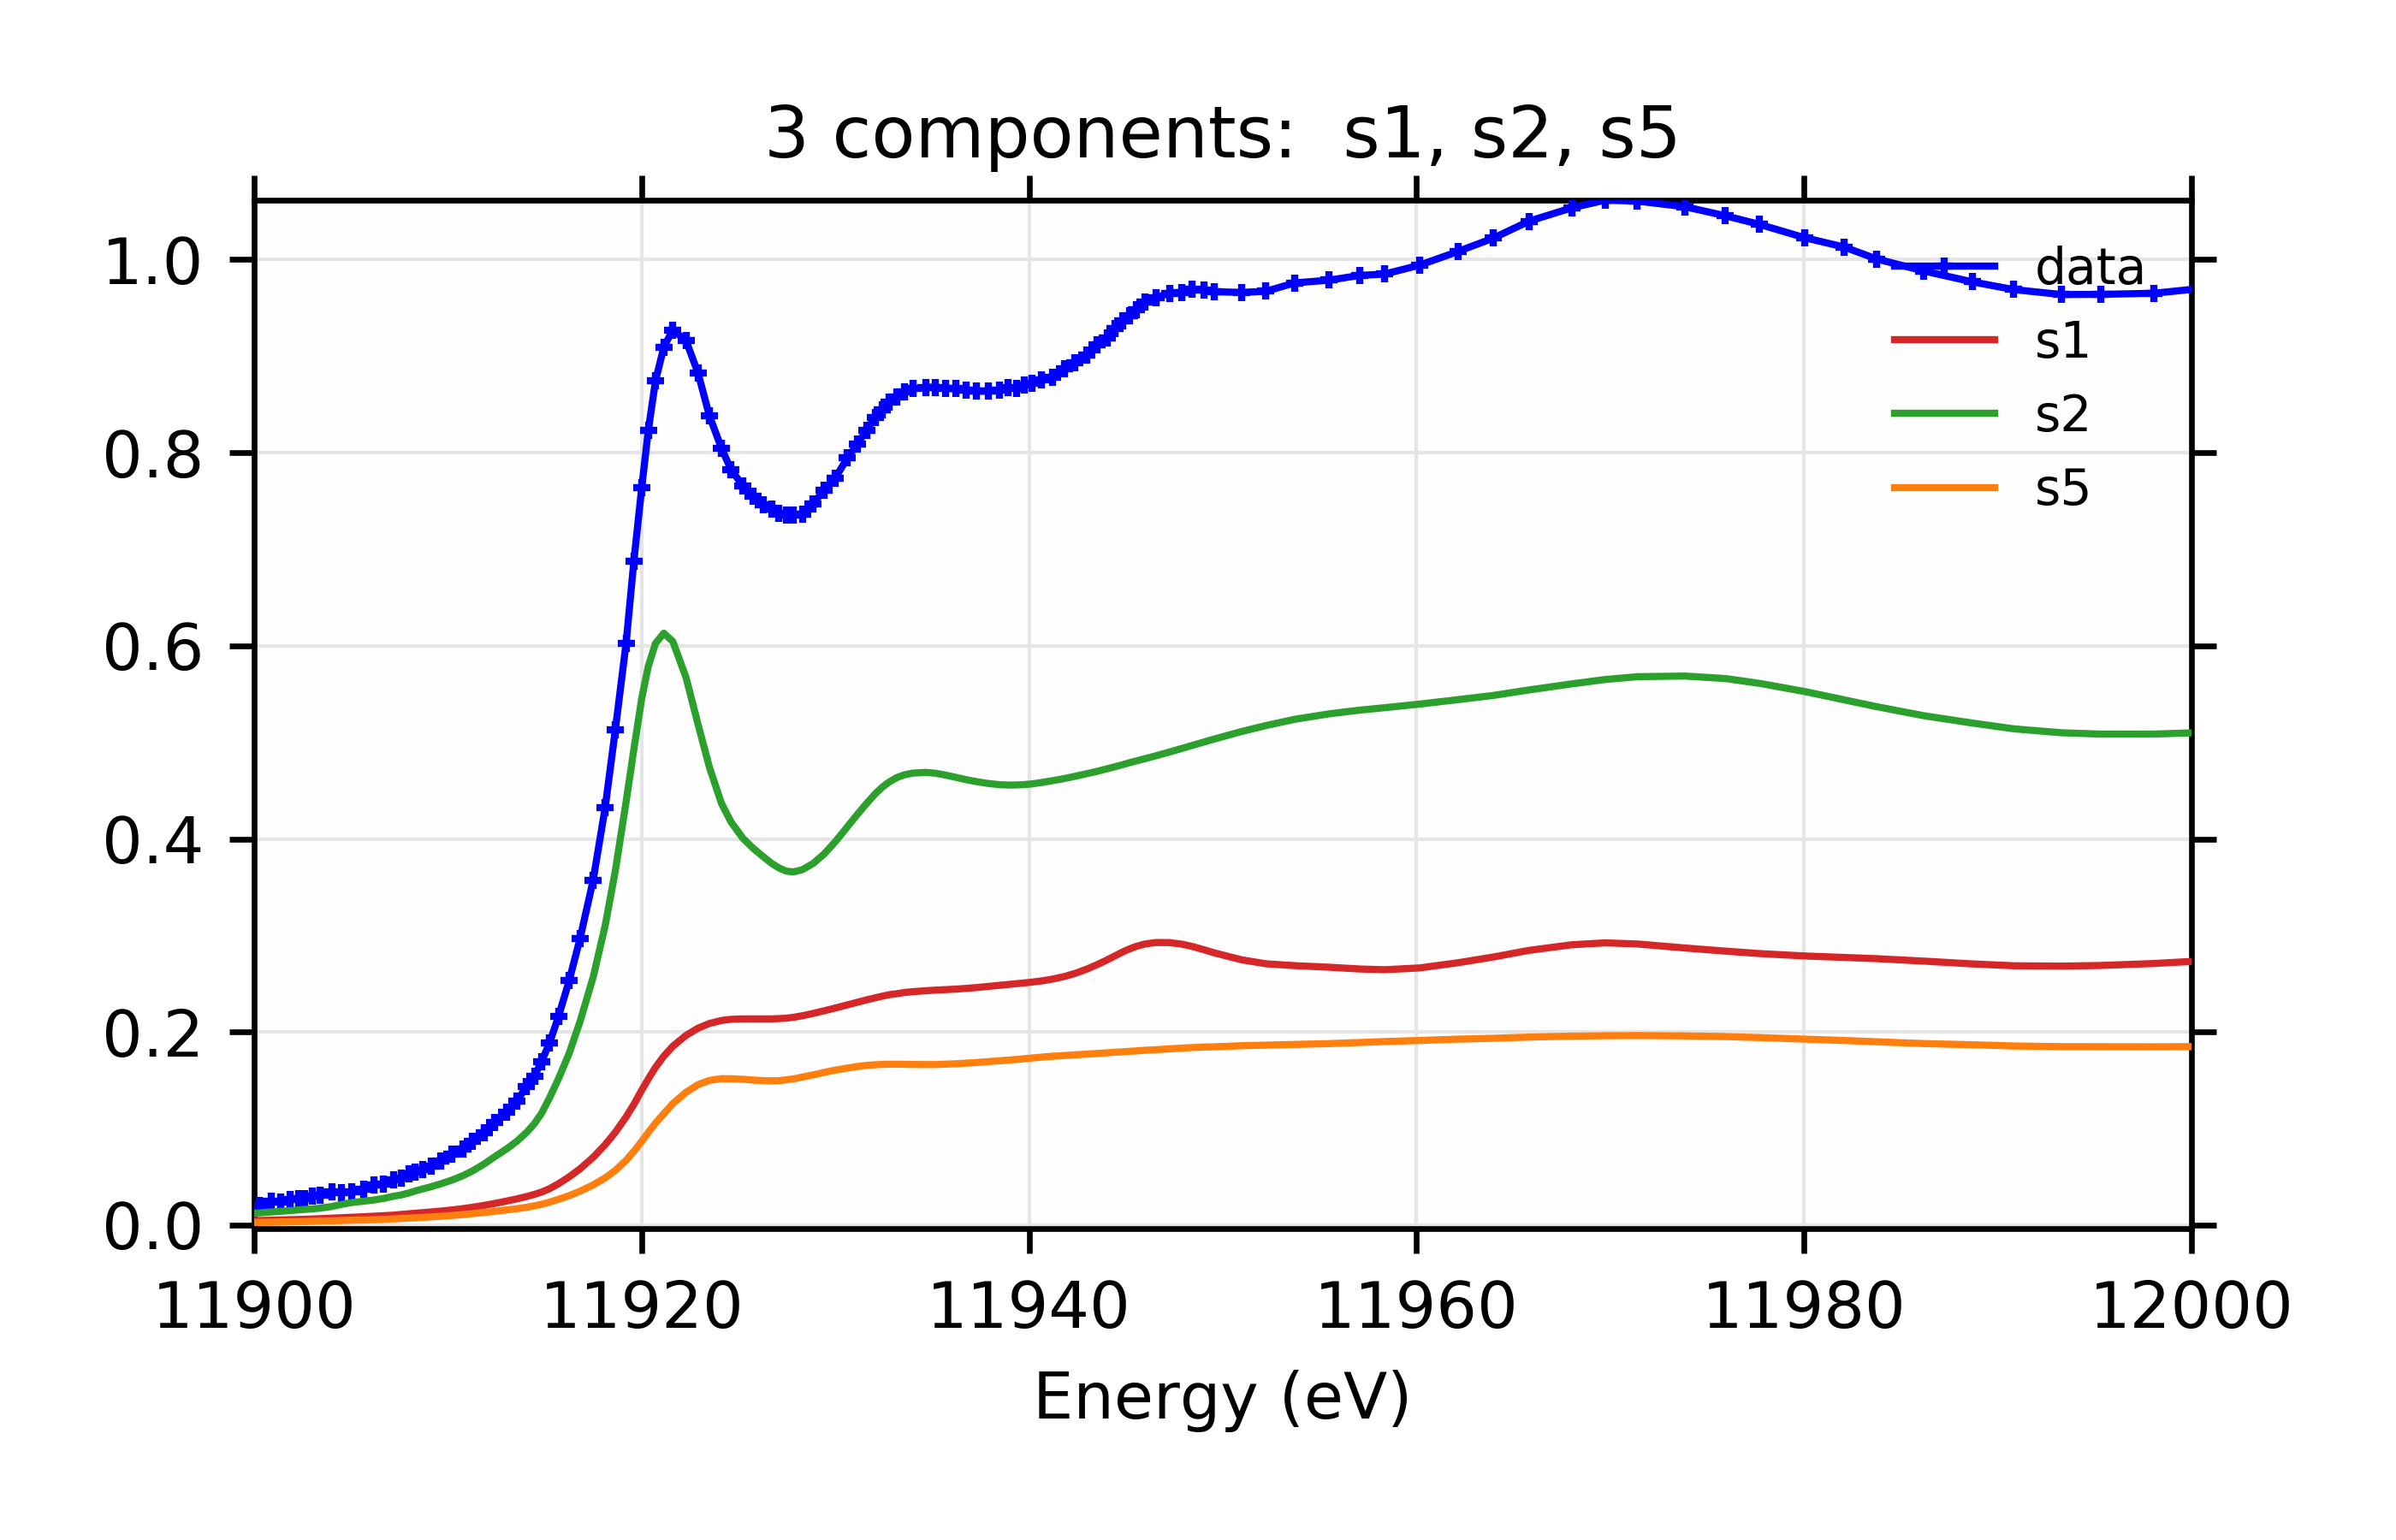 3 components:  s1, s2, s5
1.0
0.8
0.6
0.4
0.2
0.0
data
s1
s2
s5
11900 11920 11940 11960 11980 12000
Energy (eV)